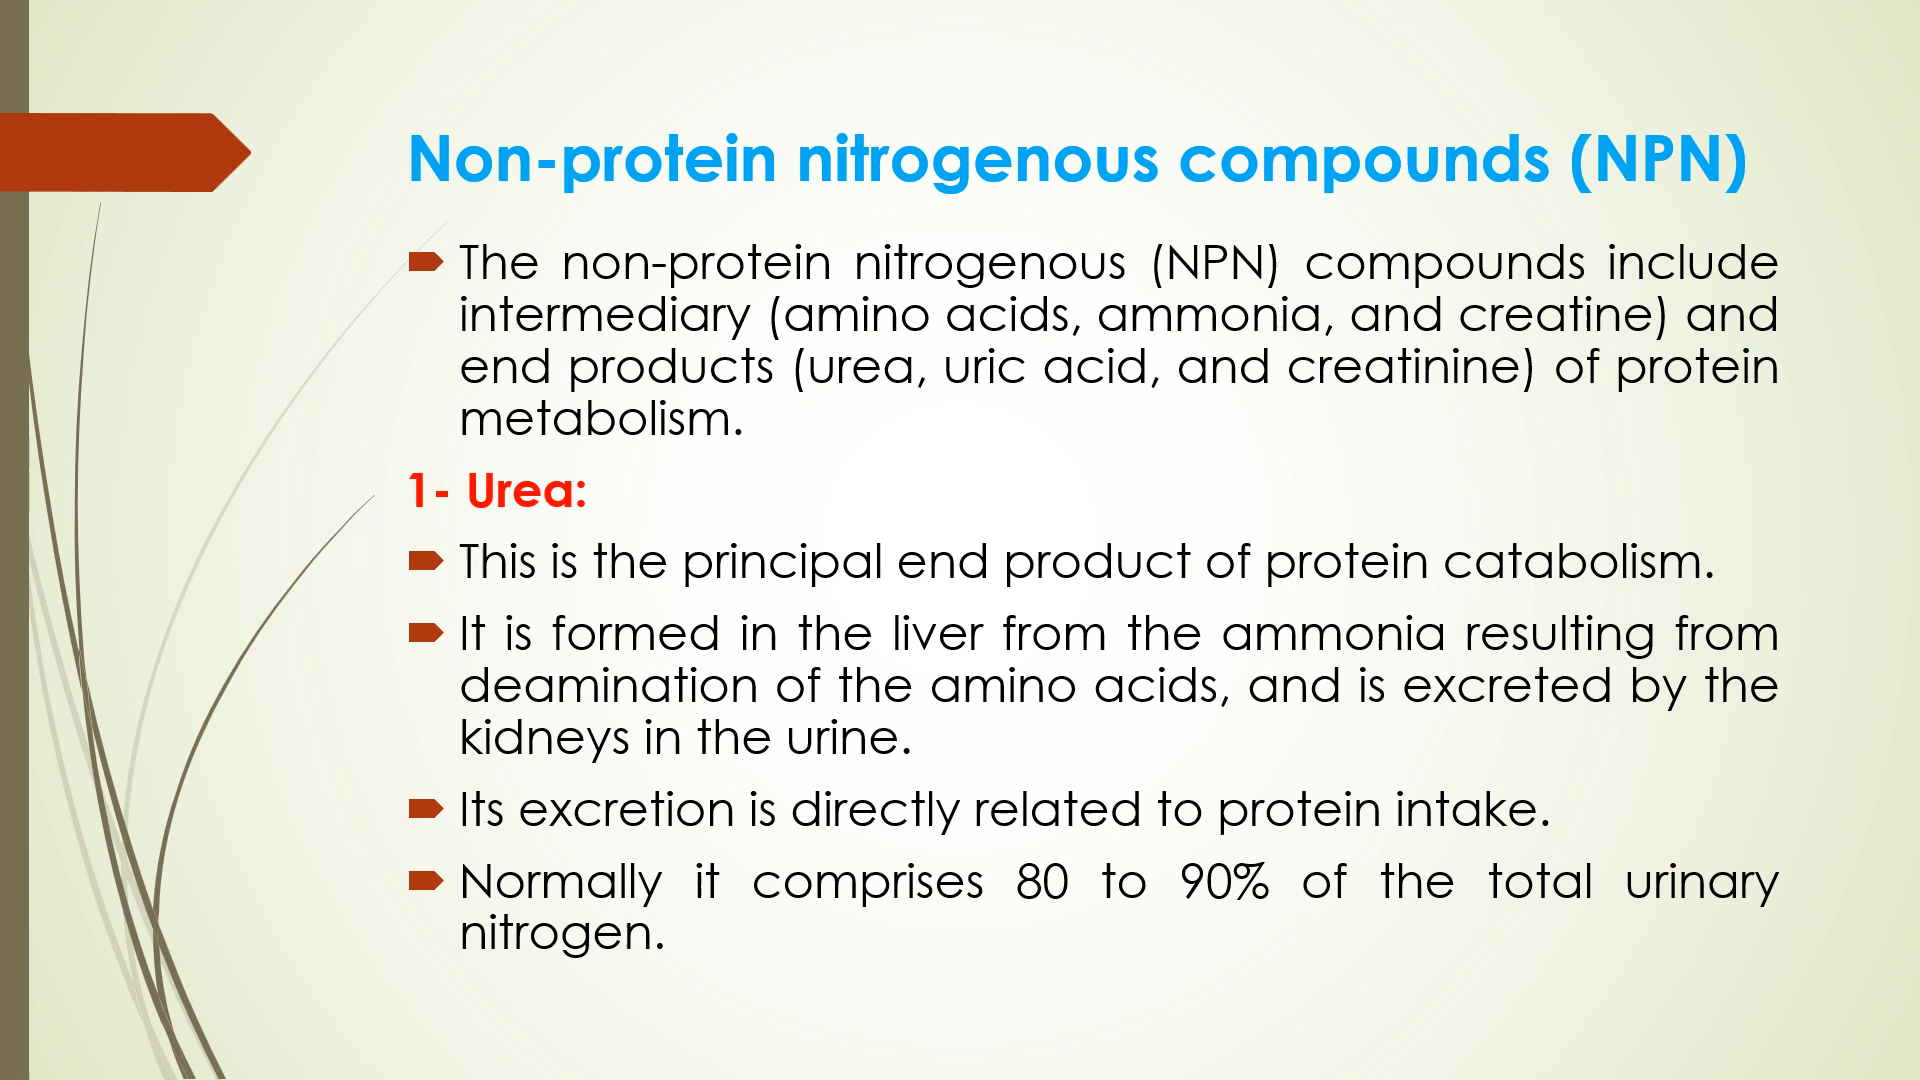 Non-protein nitrogenous compounds (NPN)
The non-protein nitrogenous (NPN) compounds include
intermediary (amino acids, ammonia, and creatine) and
end products (urea, uric acid, and creatinine) of protein
metabolism.
1- Urea:
This is the principal end product of protein catabolism.
It is formed in the liver from the ammonia resulting from
deamination of the amino acids, and is excreted by the
kidneys in the urine.
Its excretion is directly related to protein intake.
Normally it comprises 80 to 90% of the total urinary
nitrogen.